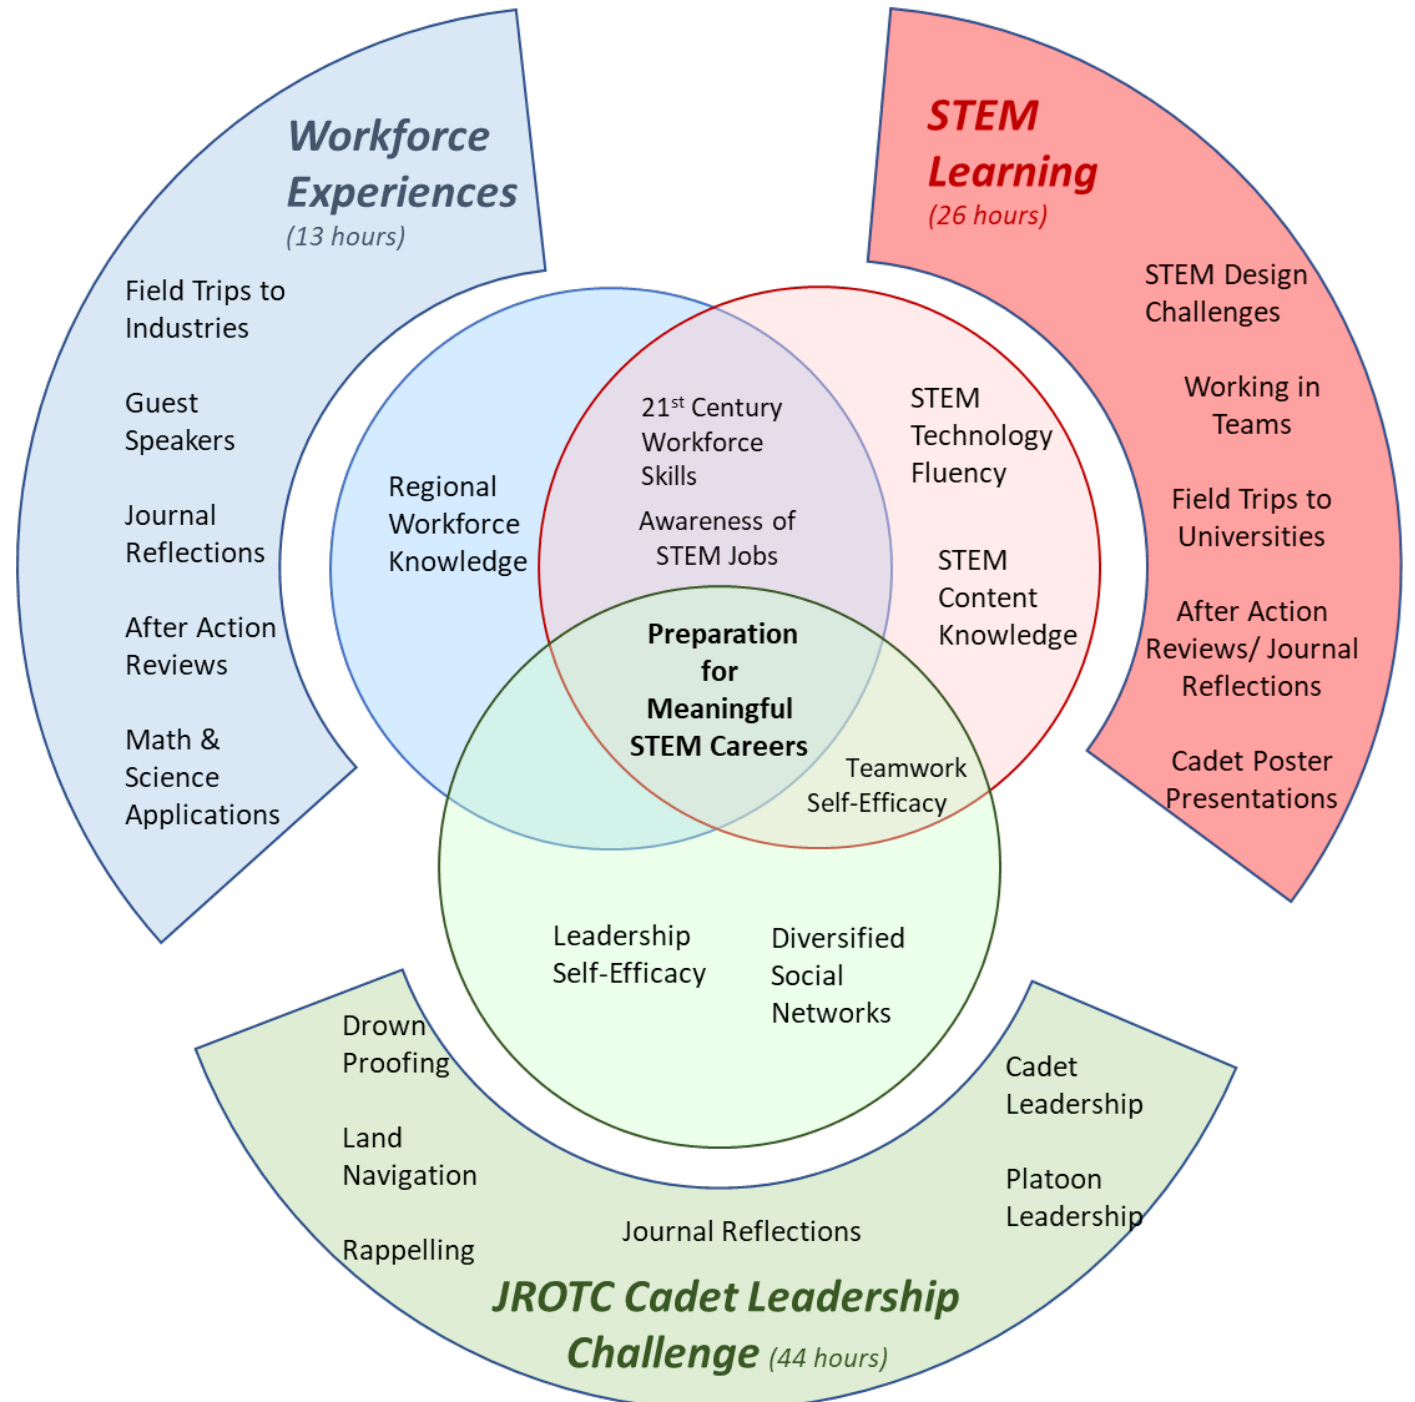 Workforce
Experiences
(13 hours)
Field Trips to
Industries
Guest
Speakers
Journal
Reflections
After Action
Reviews
Math &
Science
Applications
STEM
Learning
(26 hours)
STEM Design
Challenges
Working in
Teams
Field Trips to
Universities
After Action
Reviews/ Journal
Reflections
Cadet Poster
Presentations
Regional
Workforce
Knowledge
21st Century
Workforce
Skills
Awareness of
STEM Jobs
STEM
Technology
Fluency
STEM
Content
Knowledge
Preparation
for
Meaningful
STEM Careers
Teamwork
Self-Efficacy
Leadership
Self-Efficacy
Diversified
Social
Networks
Drown
Proofing
Land
Navigation
Rappelling
Journal Reflections
Cadet
Leadership
Platoon
Leadership
JROTC Cadet Leadership
Challenge (44 hours)